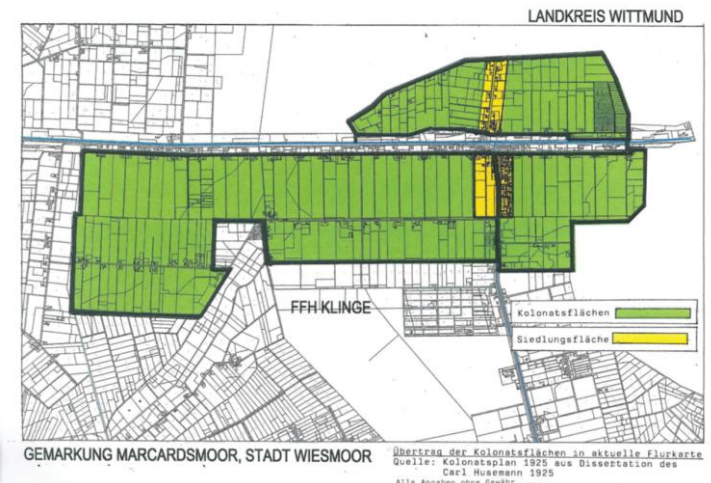 LANDKREIS WITTMUND
FFH KLINGE
Kolonatsflächen
Siedlungsfläche
GEMARKUNG MARCARDSMOOR, STADT WIESMOOR
Übertrag der Kolonatsflächen in aktuelle Flurkarte
Quelle: Kolonatsplan 1925 aus Dissertation des
Carl Husemann 1925
Alle Angaben ohne Gewähr